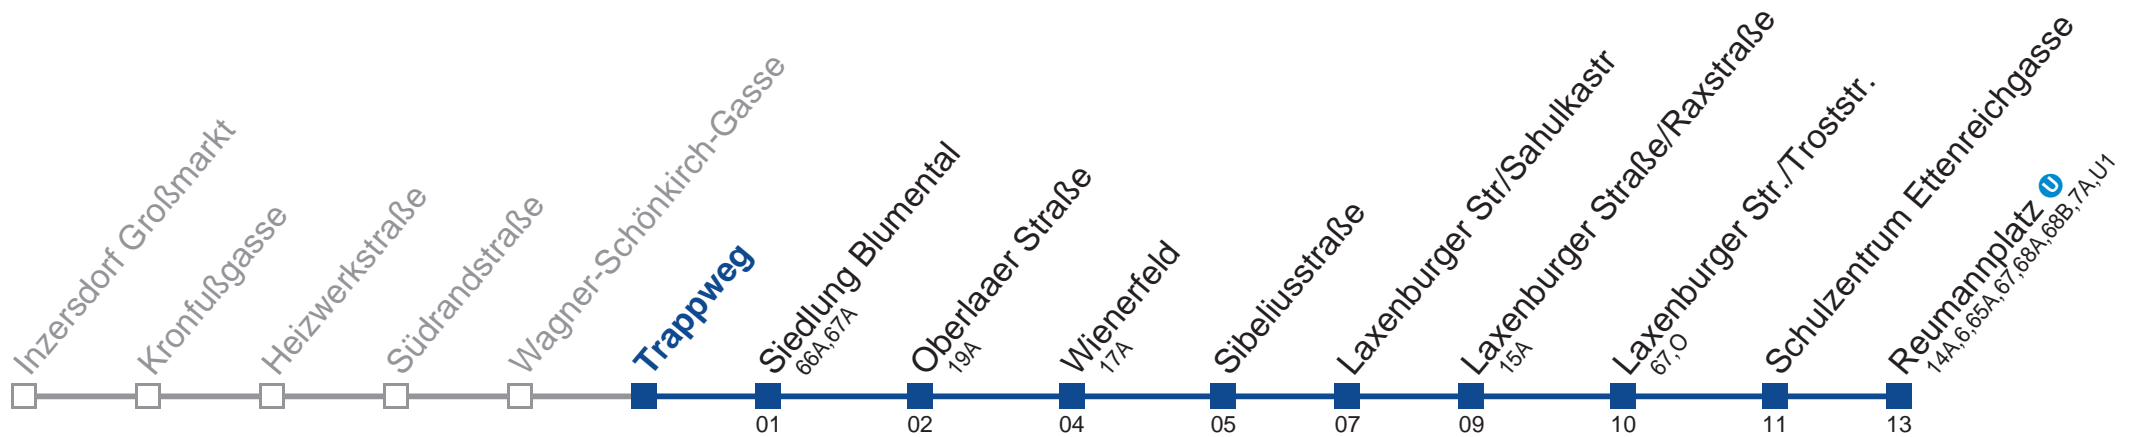 Inzersdorf Großmarkt
Kronfußgasse
Heizwerkstraße
Südrandstraße
Wagner-Schönkirch-Gasse
Trappweg
Siedlung Blumental
66A,67A
Oberlaaer Straße
19A
Wienerfeld
17A
Sibeliusstraße
Laxenburger Str/Sahulkastr
Laxenburger Straße/Raxstraße
15A
Laxenburger Str./Troststr.
67,O
Schulzentrum Ettenreichgasse
Reumannplatz U
14A,6,65A,67,68A,68B,7A,U1
01 02 04 05 07 09 10 11 13